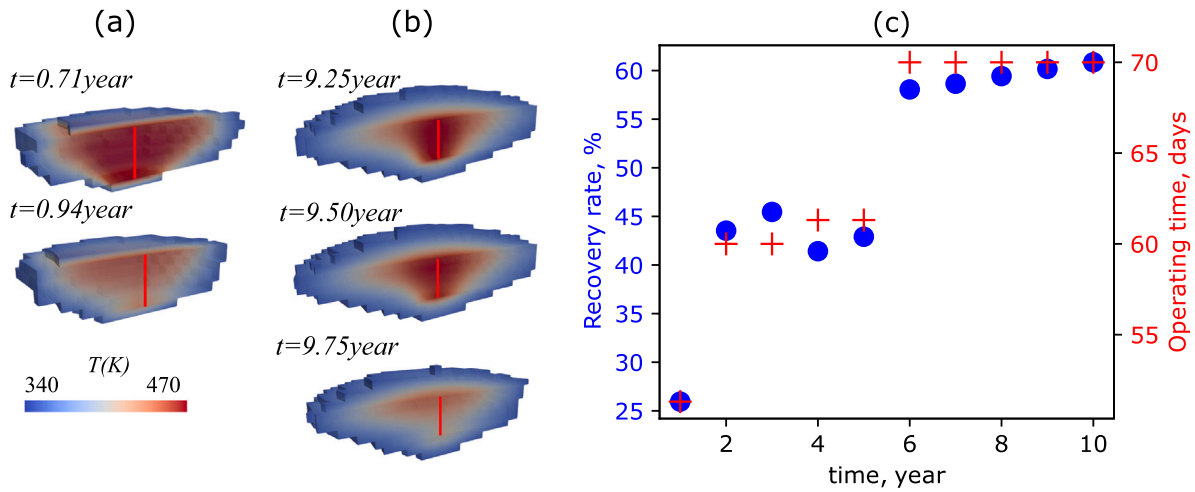 (a)
(b)
(c)
t=0.71year
t=9.25year
t=0.94year
t=9.50year
t=9.75year
T(K)
340
470
Recovery rate, %
60
55
50
45
40
35
30
25
2
4
6
8
10
time, year
70
65
60
55
Operating time, days